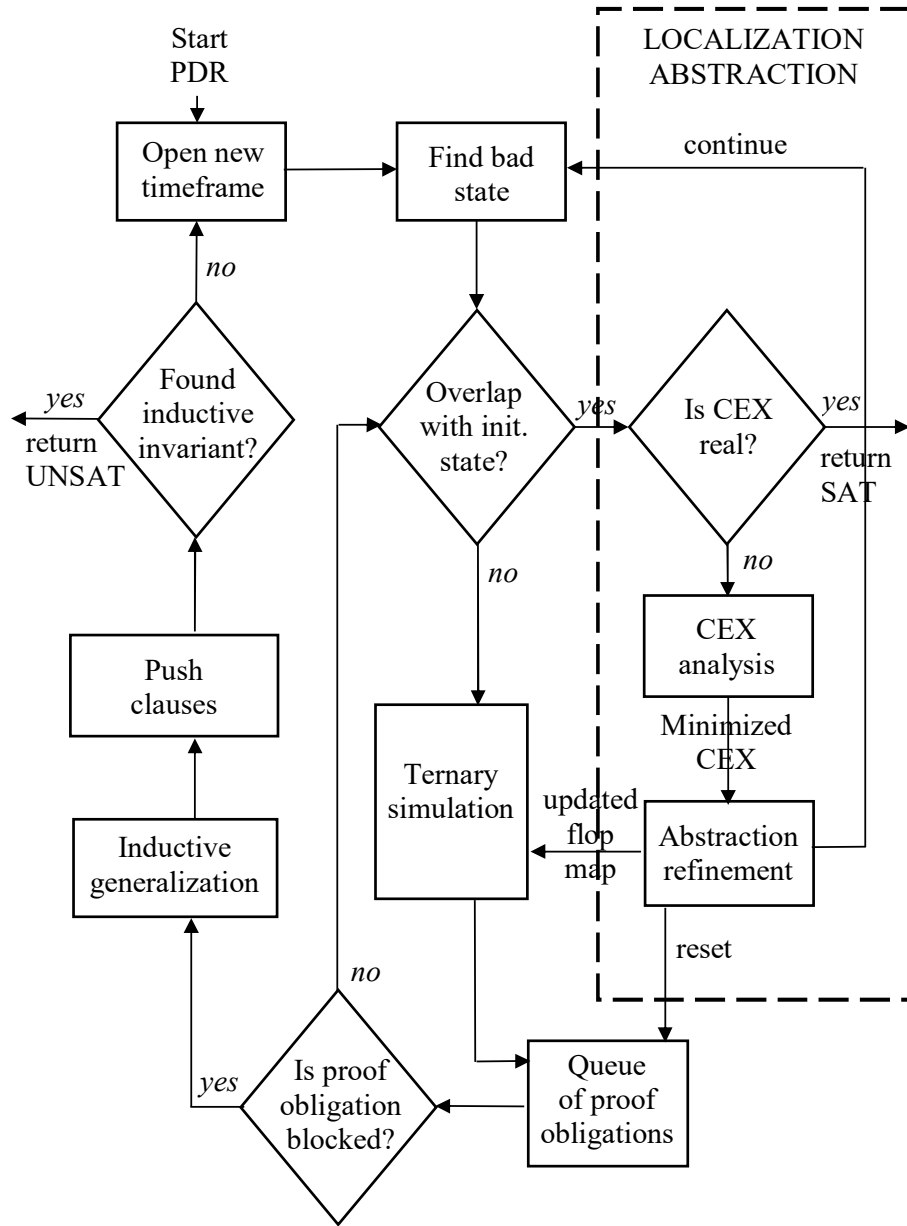 Start
PDR
LOCALIZATION
ABSTRACTION
Open new
timeframe
Find bad
state
continue
no
Found
inductive
invariant?
yes
return
UNSAT
Overlap
with init.
state?
yes
Is CEX
real?
yes
return
SAT
no
no
CEX
analysis
Push
clauses
Minimized
CEX
Ternary
simulation
updated
flop
map
Abstraction
refinement
Inductive
generalization
reset
no
Is proof
obligation
blocked?
yes
Queue
of proof
obligations